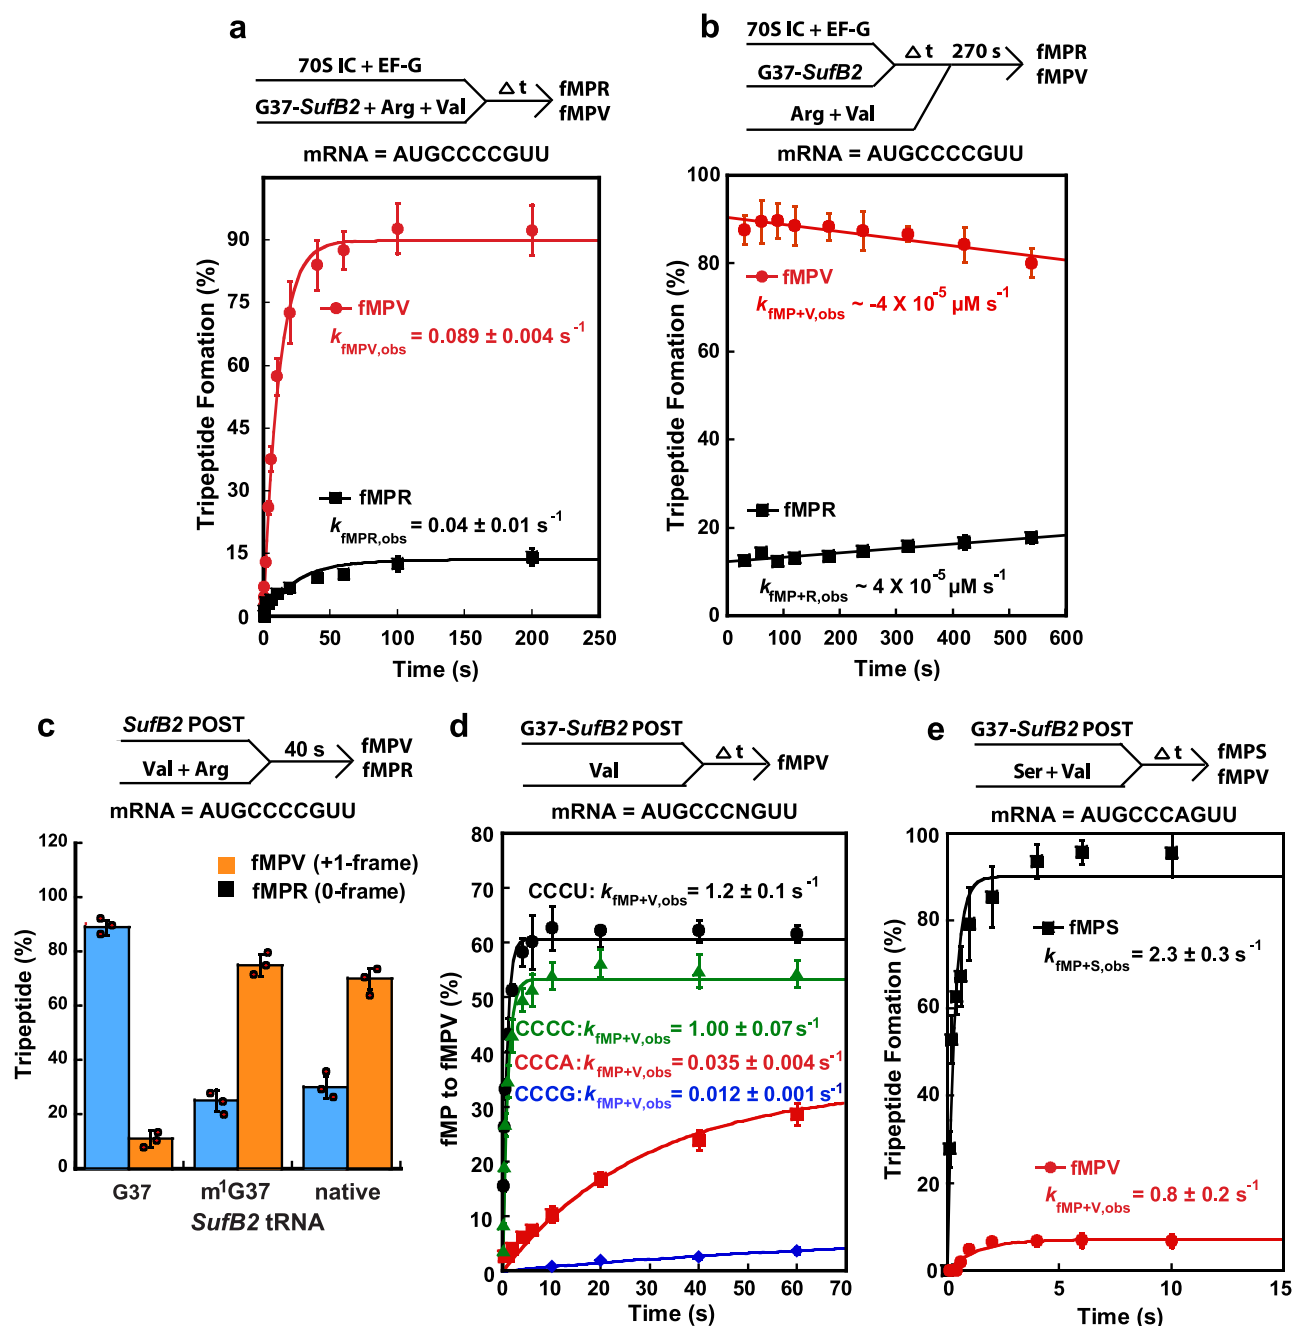 a
70S IC + EF-G
G37-SufB2 + Arg + Val
Δ t
fMPR
fMPV
mRNA = AUGCCCCGUU
Tripeptide Fomation (%)
90
75
60
45
30
15
0
fMPV
kfMPV,obs = 0.089 ± 0.004 s-1
fMPR
kfMPR,obs = 0.04 ± 0.01 s-1
0 50 100 150 200 250
Time (s)
b
70S IC + EF-G
G37-SufB2
Arg + Val
Δ t 270 s
fMPR
fMPV
mRNA = AUGCCCCGUU
Tripeptide Fomation (%)
100
80
60
40
20
0
fMPV
kfMP+V,obs ~ -4 X 10-5 μM s-1
fMPR
kfMP+R,obs ~ 4 X 10-5 μM s-1
0 100 200 300 400 500 600
Time (s)
c
SufB2 POST
Val + Arg
40 s
fMPV
fMPR
mRNA = AUGCCCCGUU
Tripeptide (%)
120
100
80
60
40
20
0
fMPV (+1-frame)
fMPR (0-frame)
G37 m1G37 native
SufB2 tRNA
d
G37-SufB2 POST
Val
Δ t
fMPV
mRNA = AUGCCCNGUU
fMP to fMPV (%)
80
70
60
50
40
30
20
10
0
CCCU: kfMP+V,obs = 1.2 ± 0.1 s-1
CCCC: kfMP+V,obs = 1.00 ± 0.07 s-1
CCCA: kfMP+V,obs = 0.035 ± 0.004 s-1
CCCG: kfMP+V,obs = 0.012 ± 0.001 s-1
0 10 20 30 40 50 60 70
Time (s)
e
G37-SufB2 POST
Ser + Val
Δ t
fMPS
fMPV
mRNA = AUGCCCAGUU
Tripeptide Fomation (%)
100
80
60
40
20
0
fMPS
kfMP+S,obs = 2.3 ± 0.3 s-1
fMPV
kfMP+V,obs = 0.8 ± 0.2 s-1
0 5 10 15
Time (s)